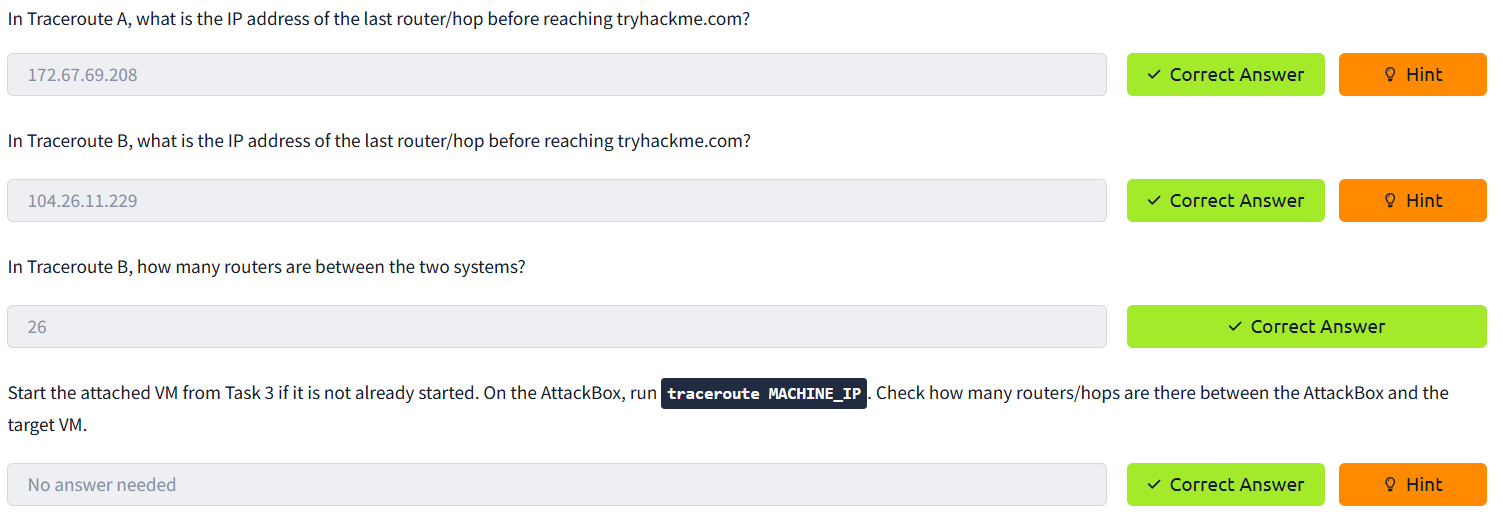 In Traceroute A, what is the IP address of the last router/hop before reaching tryhackme.com?
172.67.69.208
Correct Answer
Hint
In Traceroute B, what is the IP address of the last router/hop before reaching tryhackme.com?
104.26.11.229
Correct Answer
Hint
In Traceroute B, how many routers are between the two systems?
26
Correct Answer
Start the attached VM from Task 3 if it is not already started. On the AttackBox, run traceroute MACHINE_IP. Check how many routers/hops are there between the AttackBox and the
target VM.
No answer needed
Correct Answer
Hint